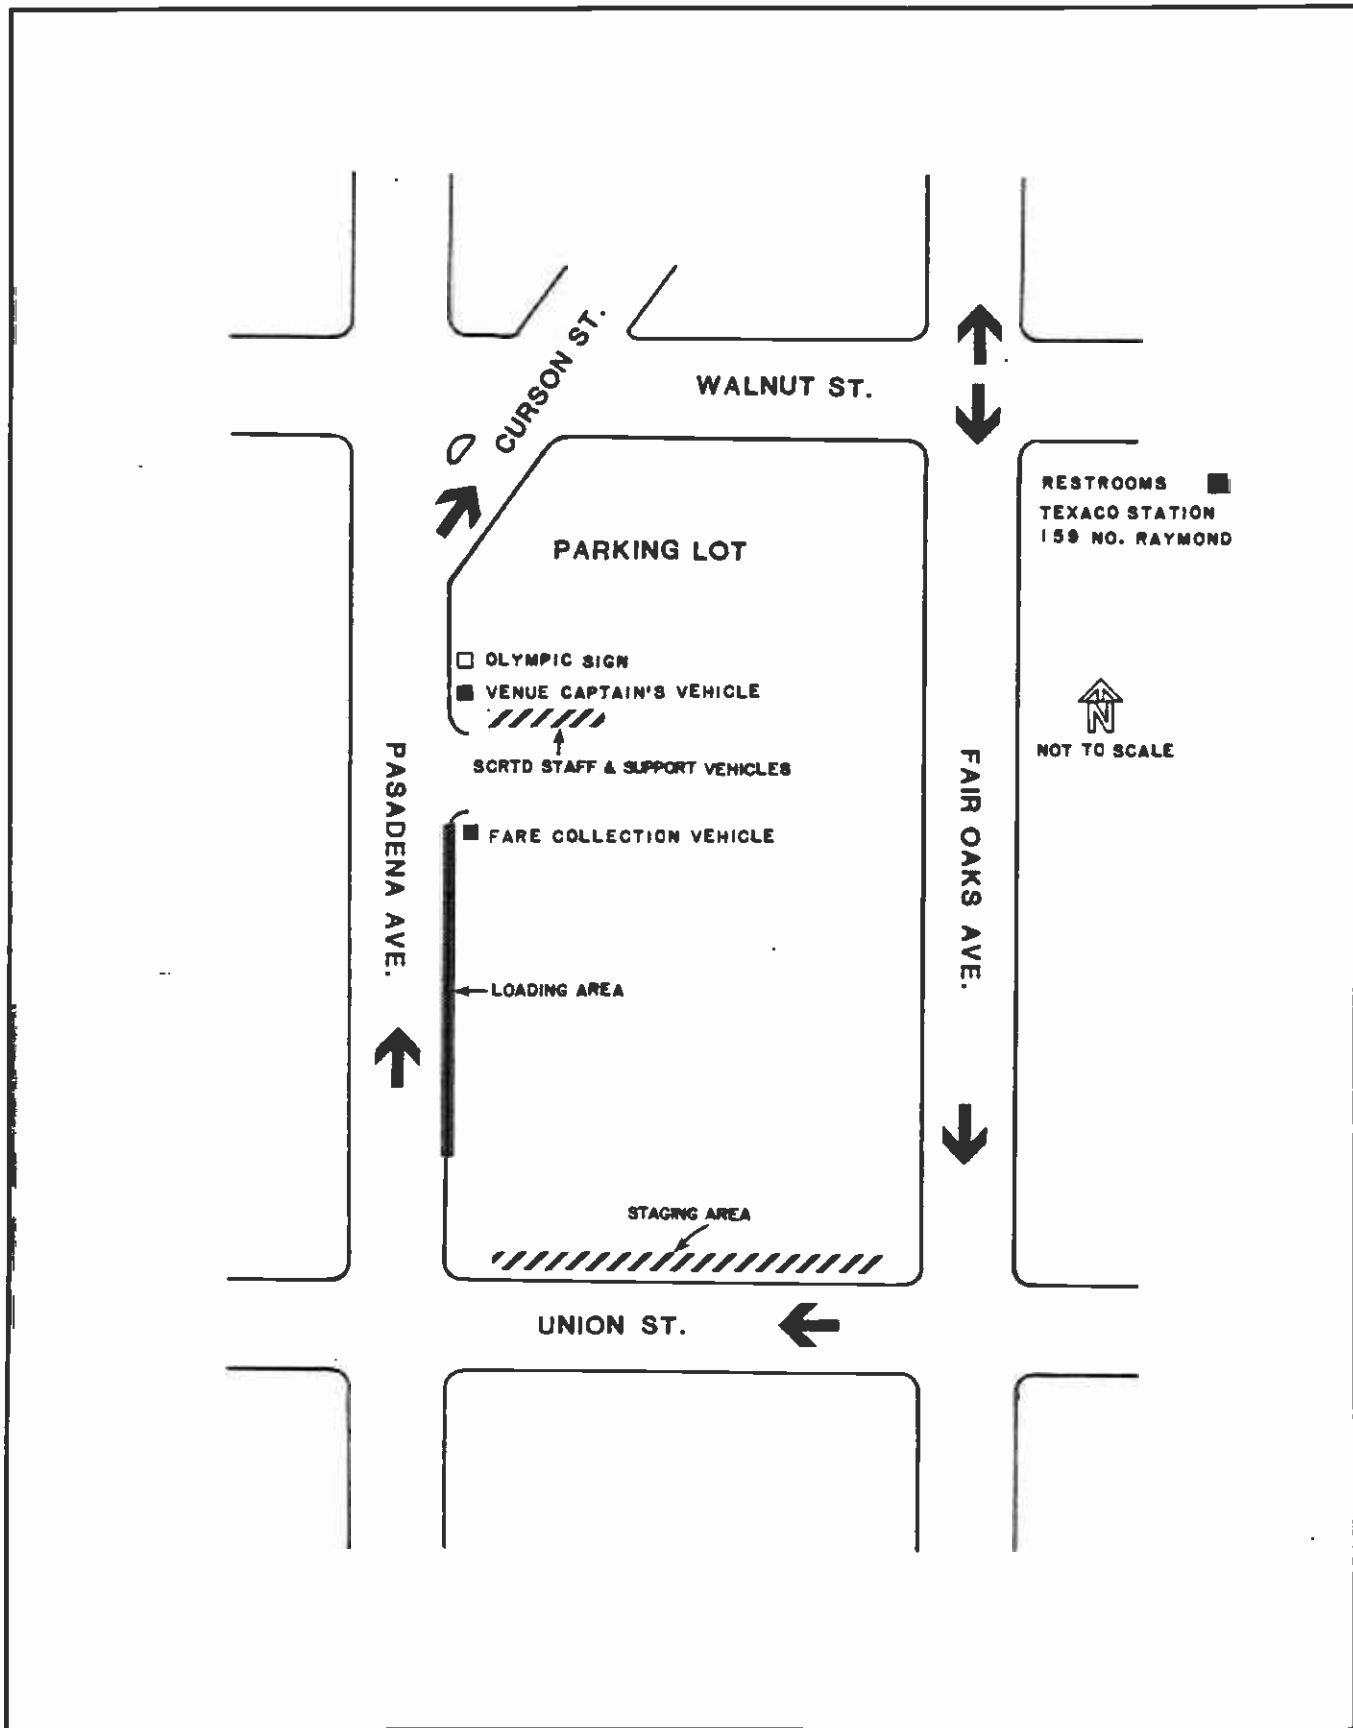 CURSON ST.
WALNUT ST.
RESTROOMS
TEXACO STATION
159 NO. RAYMOND
PARKING LOT
OLYMPIC SIGN
VENUE CAPTAIN'S VEHICLE
SCRTD STAFF & SUPPORT VEHICLES
N
NOT TO SCALE
PASADENA AVE.
FAIR OAKS AVE.
FARE COLLECTION VEHICLE
LOADING AREA
STAGING AREA
UNION ST.